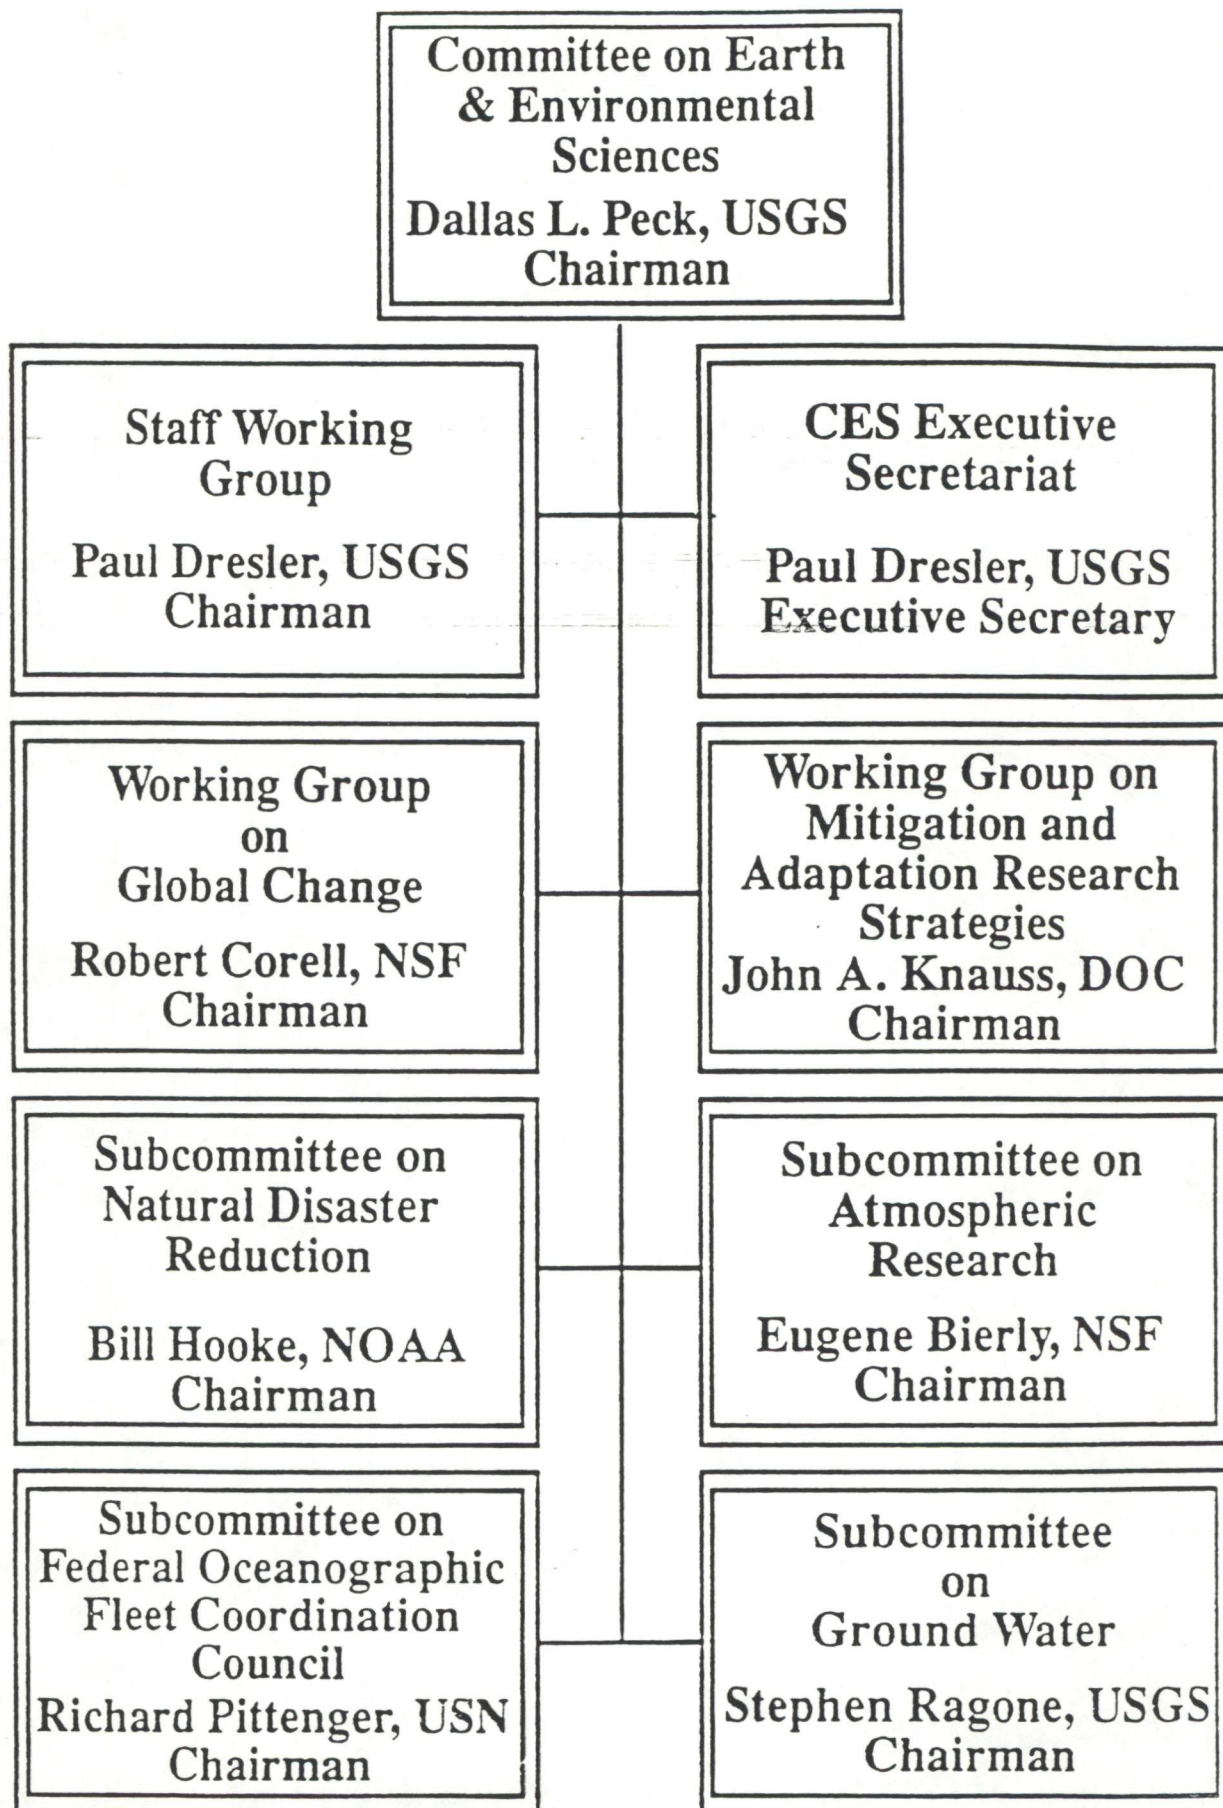 Committee on Earth
& Environmental
Sciences
Dallas L. Peck, USGS
Chairman
Staff Working
Group
Paul Dresler, USGS
Chairman
CES Executive
Secretariat
Paul Dresler, USGS
Executive Secretary
Working Group
on
Global Change
Robert Corell, NSF
Chairman
Working Group on
Mitigation and
Adaptation Research
Strategies
John A. Knauss, DOC
Chairman
Subcommittee on
Natural Disaster
Reduction
Bill Hooke, NOAA
Chairman
Subcommittee on
Atmospheric
Research
Eugene Bierly, NSF
Chairman
Subcommittee on
Federal Oceanographic
Fleet Coordination
Council
Richard Pittenger, USN
Chairman
Subcommittee
on
Ground Water
Stephen Ragone, USGS
Chairman